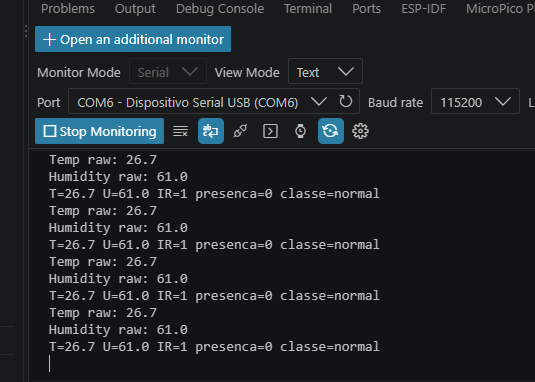 Problems Output Debug Console Terminal Ports ESP-IDF MicroPico
+ Open an additional monitor
Monitor Mode Serial View Mode Text
Port COM6 - Dispositivo Serial USB (COM6) Baud rate 115200 L
Stop Monitoring
Temp raw: 26.7
Humidity raw: 61.0
T=26.7 U=61.0 IR=1 presenca=0 classe=normal
Temp raw: 26.7
Humidity raw: 61.0
T=26.7 U=61.0 IR=1 presenca=0 classe=normal
Temp raw: 26.7
Humidity raw: 61.0
T=26.7 U=61.0 IR=1 presenca=0 classe=normal
Temp raw: 26.7
Humidity raw: 61.0
T=26.7 U=61.0 IR=1 presenca=0 classe=normal